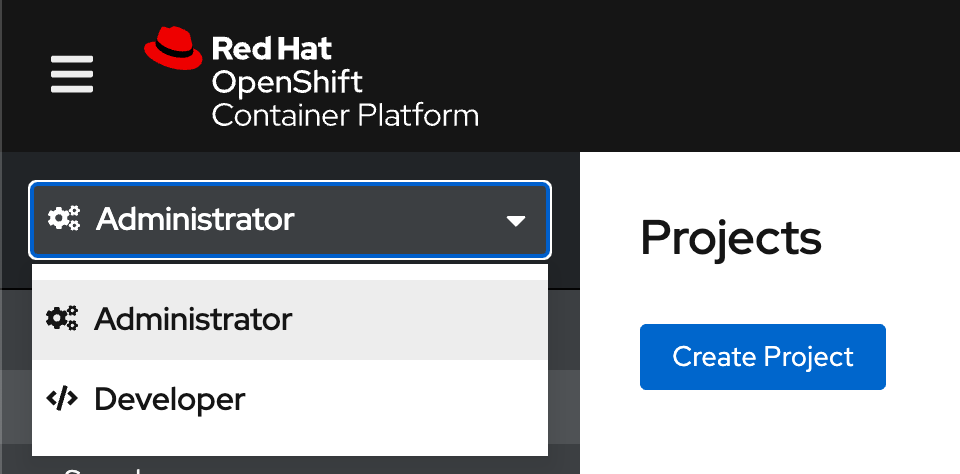 Red Hat
OpenShift
Container Platform
Administrator
Administrator
Developer
Projects
Create Project